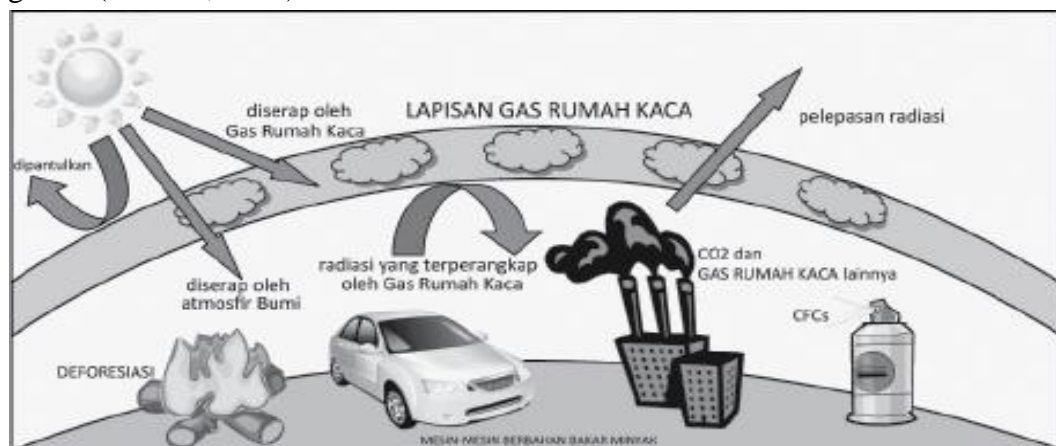 diserap oleh
Gas Rumah Kaca
LAPISAN GAS RUMAH KACA
pelepasan radiasi
dipantulkan
radiasi yang terperangkap
oleh Gas Rumah Kaca
CO2 dan
GAS RUMAH KACA lainnya
diserap oleh
atmosfir Bumi
CFCs
DEFORESIASI
MESIN-MESIN BERBAHAN BAKAR MINYAK